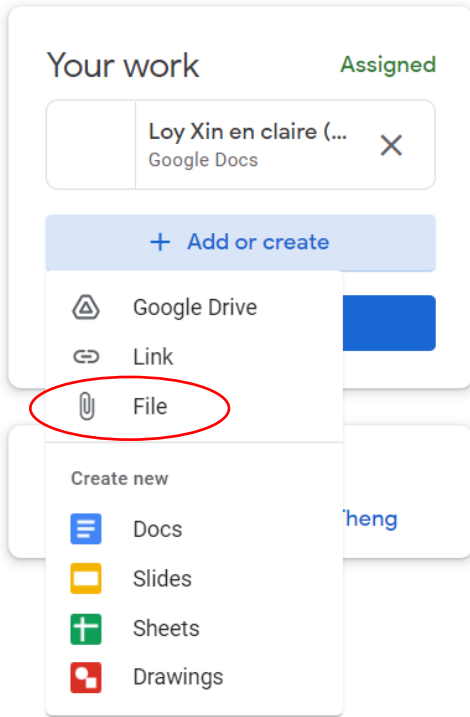 Your work Assigned
Loy Xin en claire (...
Google Docs
+ Add or create
Google Drive
Link
File
Create new
Docs
Theng
Slides
Sheets
Drawings